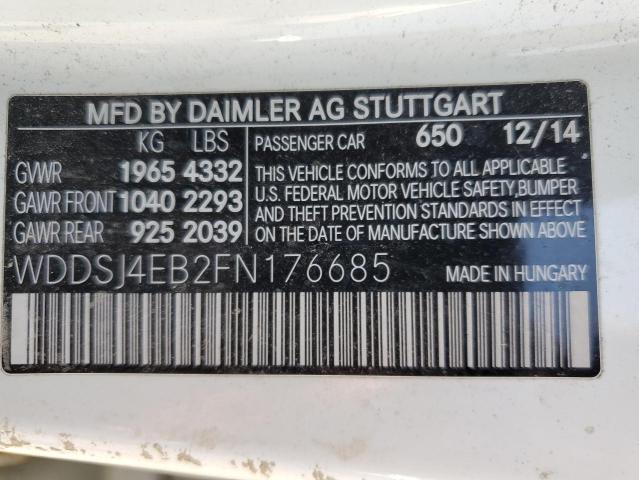 MFD BY DAIMLER AG STUTTGART
KG LBS
GVWR 1965 4332
GAWR FRONT 1040 2293
GAWR REAR 925 2039
PASSENGER CAR 650 12/14
THIS VEHICLE CONFORMS TO ALL APPLICABLE
U.S. FEDERAL MOTOR VEHICLE SAFETY, BUMPER
AND THEFT PREVENTION STANDARDS IN EFFECT
ON THE DATE OF MANUFACTURE SHOWN ABOVE.
WDDSJ4EB2FN176685
MADE IN HUNGARY